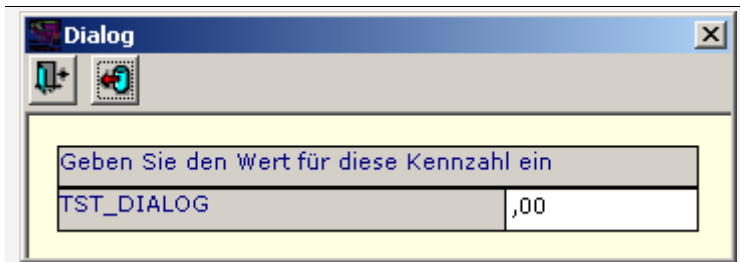 Dialog
Geben Sie den Wert für diese Kennzahl ein
TST_DIALOG ,00